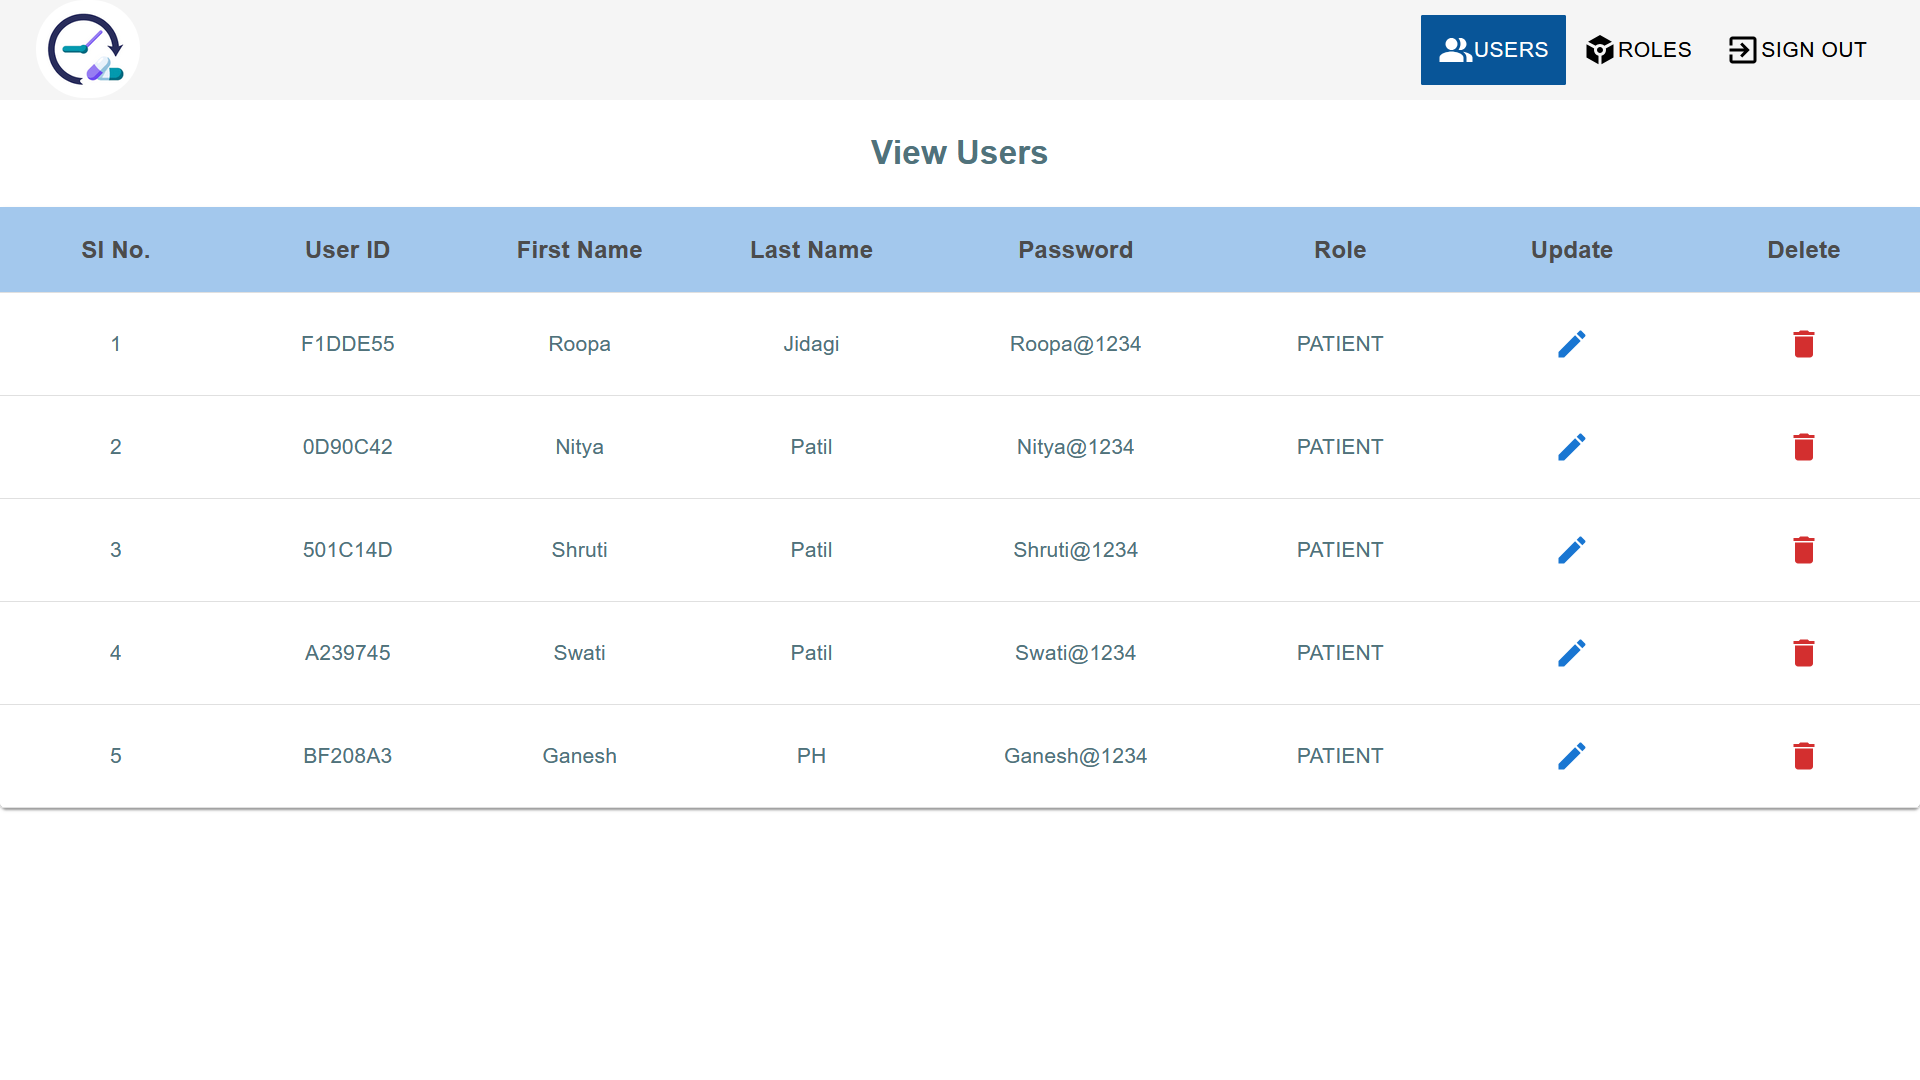 USERS ROLES SIGN OUT
View Users
Sl No. User ID First Name Last Name Password Role Update Delete
1 F1DDE55 Roopa Jidagi Roopa@1234 PATIENT
2 0D90C42 Nitya Patil Nitya@1234 PATIENT
3 501C14D Shruti Patil Shruti@1234 PATIENT
4 A239745 Swati Patil Swati@1234 PATIENT
5 BF208A3 Ganesh PH Ganesh@1234 PATIENT